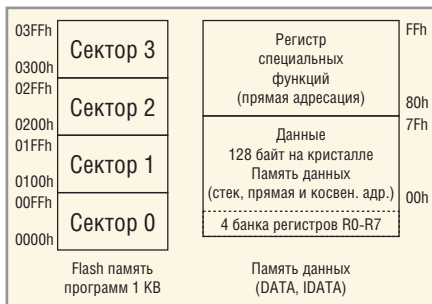 03FFh
Сектор 3
0300h
02FFh
Сектор 2
0200h
01FFh
Сектор 1
0100h
00FFh
Сектор 0
0000h
Flash память
программ 1 КВ
Регистр
специальных
функций
(прямая адресация)
FFh
80h
7Fh
Данные
128 байт на кристалле
Память данных
(стек, прямая и косвен. адр.)
00h
4 банка регистров R0-R7
Память данных
(DATA, IDATA)